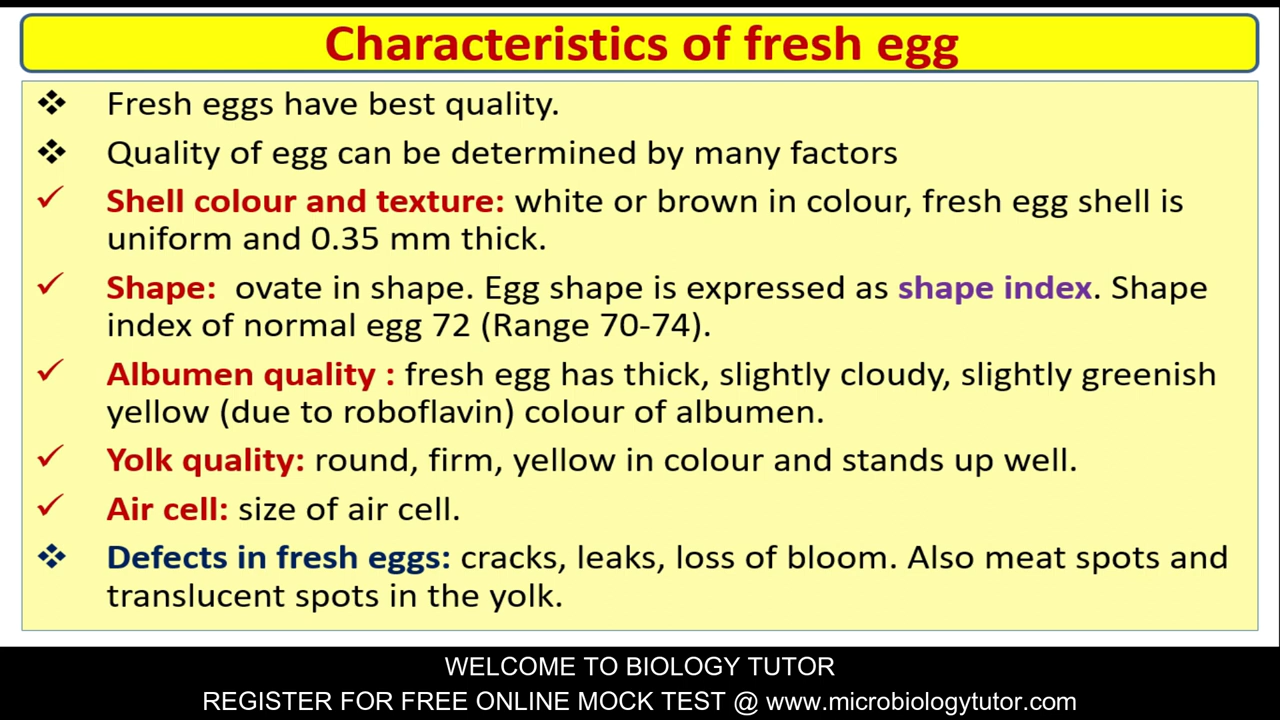 Characteristics of fresh egg
Fresh eggs have best quality.
Quality of egg can be determined by many factors
Shell colour and texture: white or brown in colour, fresh egg shell is
uniform and 0.35 mm thick.
Shape: ovate in shape. Egg shape is expressed as shape index. Shape
index of normal egg 72 (Range 70-74).
Albumen quality : fresh egg has thick, slightly cloudy, slightly greenish
yellow (due to roboflavin) colour of albumen.
Yolk quality: round, firm, yellow in colour and stands up well.
Air cell: size of air cell.
Defects in fresh eggs: cracks, leaks, loss of bloom. Also meat spots and
translucent spots in the yolk.
WELCOME TO BIOLOGY TUTOR
REGISTER FOR FREE ONLINE MOCK TEST @ www.microbiologytutor.com